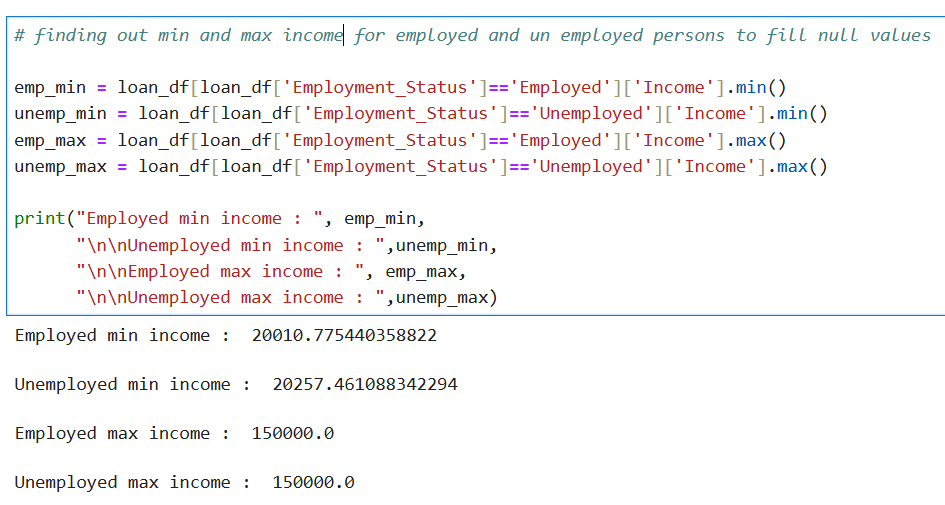 # finding out min and max income for employed and un employed persons to fill null values
emp_min = loan_df[loan_df['Employment_Status']=='Employed']['Income'].min()
unemp_min = loan_df[loan_df['Employment_Status']=='Unemployed']['Income'].min()
emp_max = loan_df[loan_df['Employment_Status']=='Employed']['Income'].max()
unemp_max = loan_df[loan_df['Employment_Status']=='Unemployed']['Income'].max()
print("Employed min income : ", emp_min,
"\n\nUnemployed min income : ",unemp_min,
"\n\nEmployed max income : ", emp_max,
"\n\nUnemployed max income : ",unemp_max)
Employed min income :  20010.775440358822
Unemployed min income :  20257.461088342294
Employed max income :  150000.0
Unemployed max income :  150000.0